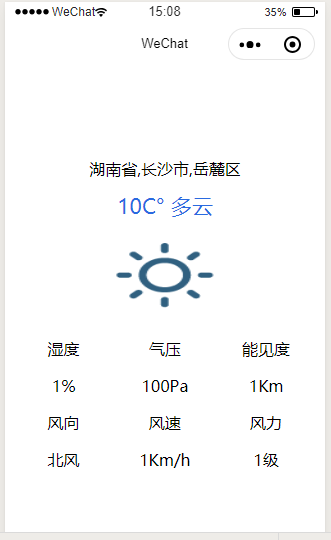 WeChat 15:08 35%
WeChat
湖南省,长沙市,岳麓区
10C° 多云
湿度 气压 能见度
1% 100Pa 1Km
风向 风速 风力
北风 1Km/h 1级